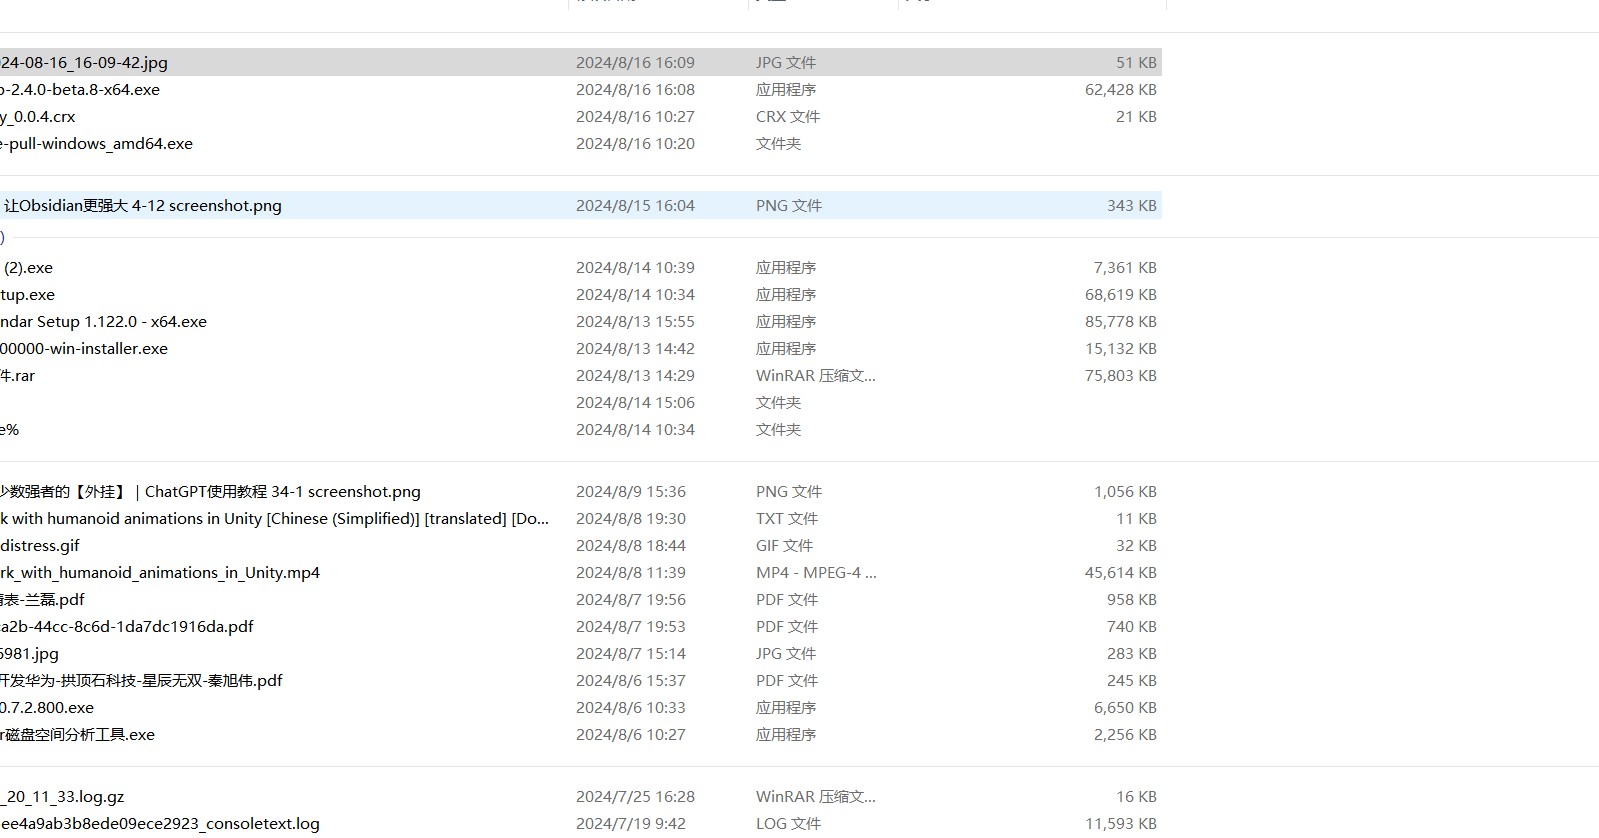 24-08-16_16-09-42.jpg 2024/8/16 16:09 JPG 文件 51 KB
-2.4.0-beta.8-x64.exe 2024/8/16 16:08 应用程序 62,428 KB
y_0.0.4.crx 2024/8/16 10:27 CRX 文件 21 KB
e-pull-windows_amd64.exe 2024/8/16 10:20 文件夹
让Obsidian更强大 4-12 screenshot.png 2024/8/15 16:04 PNG 文件 343 KB
)
(2).exe 2024/8/14 10:39 应用程序 7,361 KB
tup.exe 2024/8/14 10:34 应用程序 68,619 KB
ndar Setup 1.122.0 - x64.exe 2024/8/13 15:55 应用程序 85,778 KB
00000-win-installer.exe 2024/8/13 14:42 应用程序 15,132 KB
件.rar 2024/8/13 14:29 WinRAR 压缩文... 75,803 KB
2024/8/14 15:06 文件夹
e% 2024/8/14 10:34 文件夹
少数强者的【外挂】 | ChatGPT使用教程 34-1 screenshot.png 2024/8/9 15:36 PNG 文件 1,056 KB
k with humanoid animations in Unity [Chinese (Simplified)] [translated] [Do... 2024/8/8 19:30 TXT 文件 11 KB
distress.gif 2024/8/8 18:44 GIF 文件 32 KB
rk_with_humanoid_animations_in_Unity.mp4 2024/8/8 11:39 MP4 - MPEG-4 ... 45,614 KB
表-兰磊.pdf 2024/8/7 19:56 PDF 文件 958 KB
a2b-44cc-8c6d-1da7dc1916da.pdf 2024/8/7 19:53 PDF 文件 740 KB
6981.jpg 2024/8/7 15:14 JPG 文件 283 KB
开发华为-拱顶石科技-星辰无双-秦旭伟.pdf 2024/8/6 15:37 PDF 文件 245 KB
0.7.2.800.exe 2024/8/6 10:33 应用程序 6,650 KB
r磁盘空间分析工具.exe 2024/8/6 10:27 应用程序 2,256 KB
_20_11_33.log.gz 2024/7/25 16:28 WinRAR 压缩文... 16 KB
ee4a9ab3b8ede09ece2923_consoletext.log 2024/7/19 9:42 LOG 文件 11,593 KB